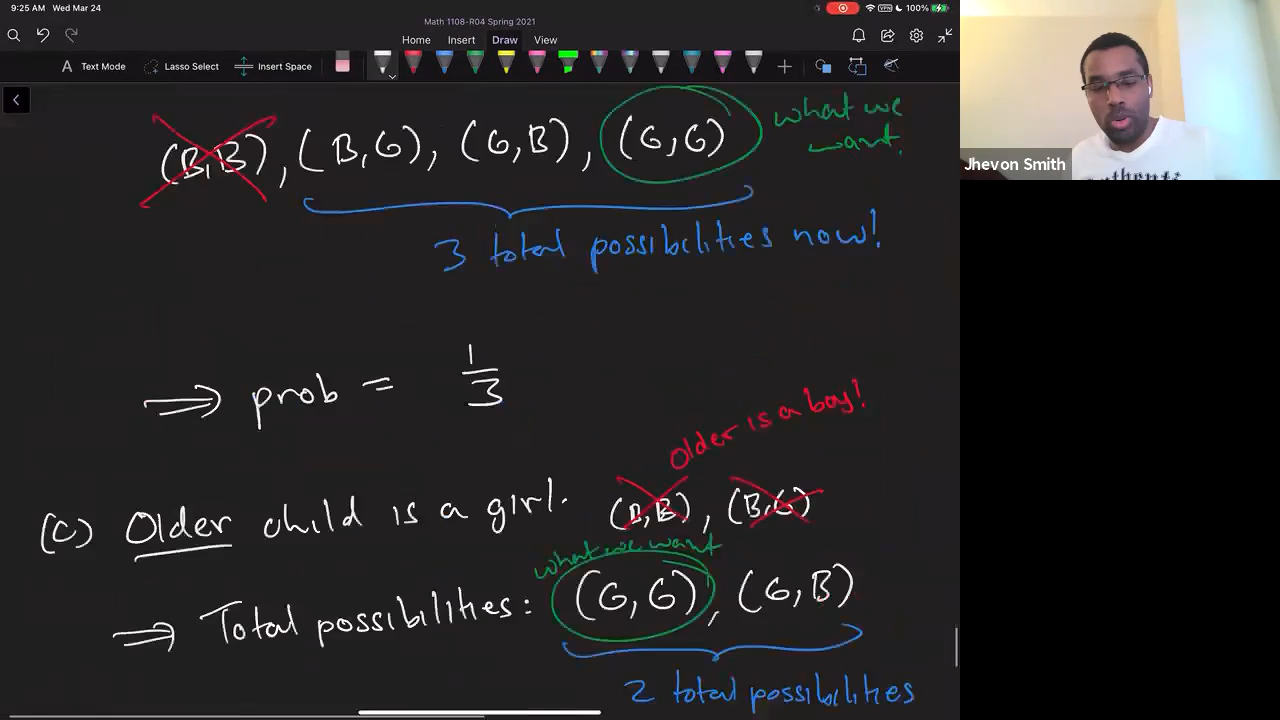 9:25 AM Wed Mar 24
100%
Math 1108-R04 Spring 2021
Home Insert Draw View
Text Mode Lasso Select Insert Space
(B,B), (B,G), (G,B), (G,G) what we
want.
3 total possibilities now!
Jhevon Smith
⟹ prob = 1/3
Older is a boy!
(C) Older child is a girl. (B,B), (B,G)
what we want
⟹ Total possibilities: (G,G), (G,B)
2 total possibilities